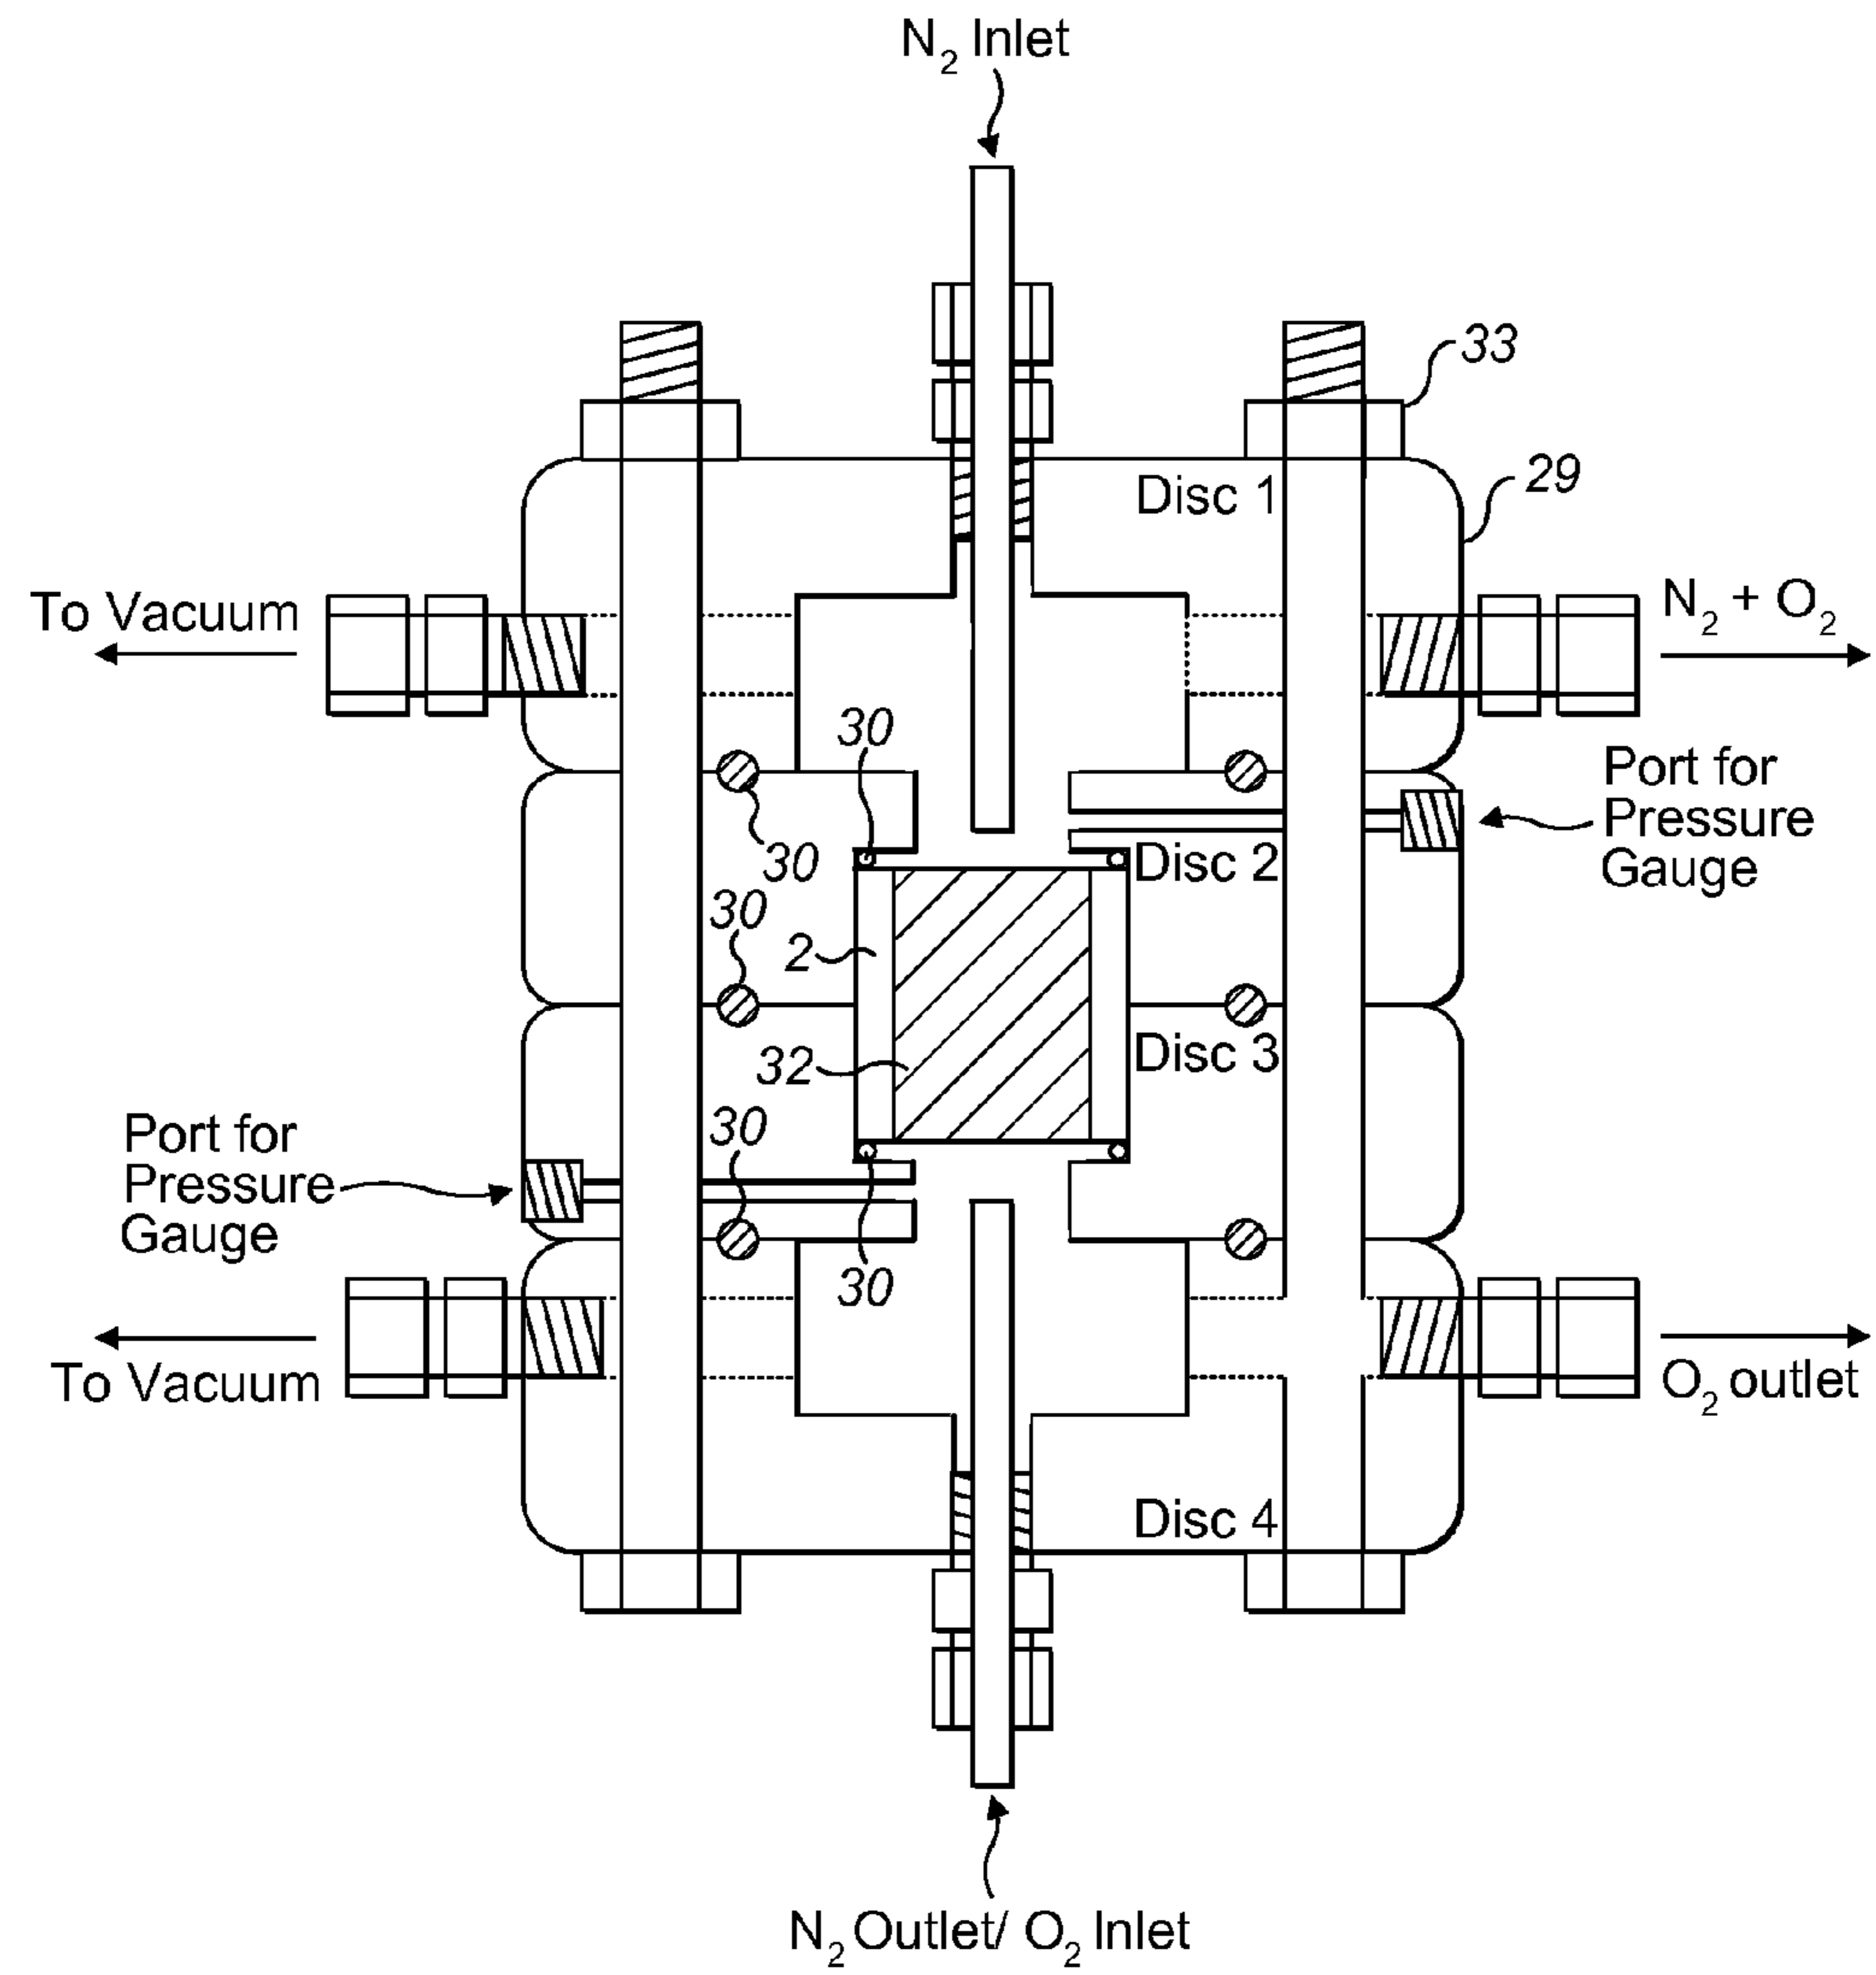 N2 Inlet
33
Disc 1
29
To Vacuum
N2 + O2
30
Port for
Pressure
Gauge
30
Disc 2
30
2
Disc 3
32
30
Port for
Pressure
Gauge
30
To Vacuum
O2 outlet
Disc 4
N2 Outlet/ O2 Inlet